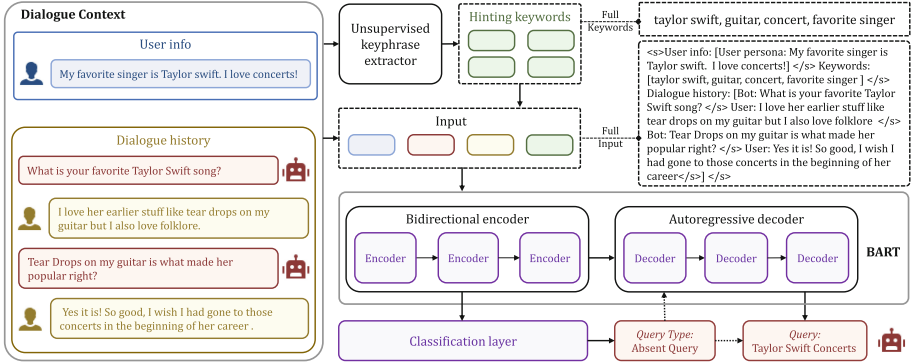 Dialogue Context
User info
My favorite singer is Taylor swift. I love concerts!
Dialogue history
What is your favorite Taylor Swift song?
I love her earlier stuff like tear drops on my
guitar but I also love folklore.
Tear Drops on my guitar is what made her
popular right?
Yes it is! So good, I wish I had gone to those
concerts in the beginning of her career .
Unsupervised
keyphrase
extractor
Hinting keywords
Full
Keywords
taylor swift, guitar, concert, favorite singer
Input
Full
Input
<s>User info: [User persona: My favorite singer is
Taylor swift.  I love concerts!] </s> Keywords:
[taylor swift, guitar, concert, favorite singer ] </s>
Dialogue history: [Bot: What is your favorite Taylor
Swift song? </s> User: I love her earlier stuff like
tear drops on my guitar but I also love folklore  </s>
Bot: Tear Drops on my guitar is what made her
popular right? </s> User: Yes it is! So good, I wish I
had gone to those concerts in the beginning of her
career</s>] </s>
Bidirectional encoder
Encoder
Encoder
Encoder
Autoregressive decoder
Decoder
Decoder
Decoder
BART
Classification layer
Query Type:
Absent Query
Query:
Taylor Swift Concerts